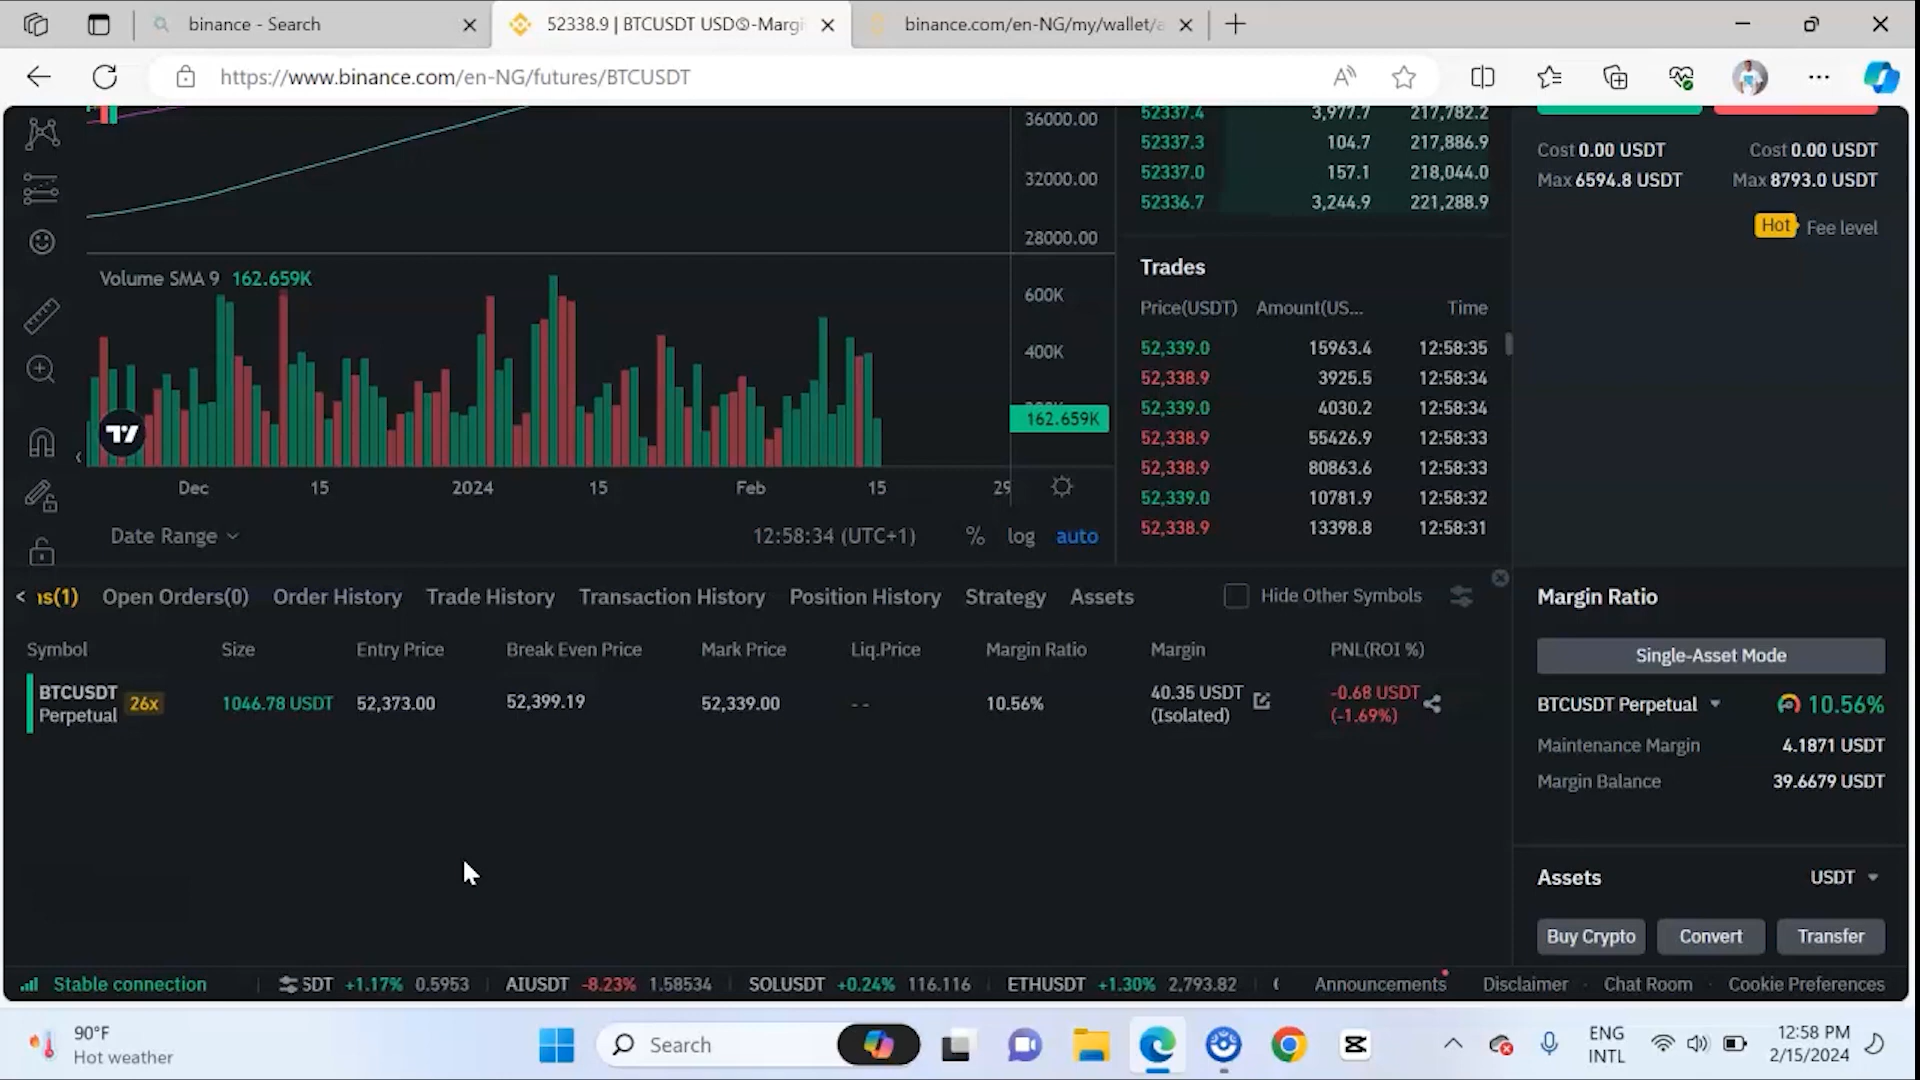 binance - Search
52338.9 | BTCUSDT USDⓈ-Margi
binance.com/en-NG/my/wallet/a
https://www.binance.com/en-NG/futures/BTCUSDT
36000.00
32000.00
28000.00
Volume SMA 9 162.659K
600K
400K
162.659K
Dec 15 2024 15 Feb 15 29
Date Range
12:58:34 (UTC+1) % log auto
52337.4 3,977.7 217,782.2
52337.3 104.7 217,886.9
52337.0 157.1 218,044.0
52336.7 3,244.9 221,288.9
Trades
Price(USDT) Amount(US... Time
52,339.0 15963.4 12:58:35
52,338.9 3925.5 12:58:34
52,339.0 4030.2 12:58:34
52,338.9 55426.9 12:58:33
52,338.9 80863.6 12:58:33
52,339.0 10781.9 12:58:32
52,338.9 13398.8 12:58:31
Cost 0.00 USDT Cost 0.00 USDT
Max 6594.8 USDT Max 8793.0 USDT
Hot Fee level
< ns(1) Open Orders(0) Order History Trade History Transaction History Position History Strategy Assets Hide Other Symbols
Symbol Size Entry Price Break Even Price Mark Price Liq.Price Margin Ratio Margin PNL(ROI %)
BTCUSDT Perpetual 26x 1046.78 USDT 52,373.00 52,399.19 52,339.00 -- 10.56% 40.35 USDT (Isolated) -0.68 USDT (-1.69%)
Margin Ratio
Single-Asset Mode
BTCUSDT Perpetual 10.56%
Maintenance Margin 4.1871 USDT
Margin Balance 39.6679 USDT
Assets USDT
Buy Crypto Convert Transfer
Stable connection SDT +1.17% 0.5953 AIUSDT -8.23% 1.58534 SOLUSDT +0.24% 116.116 ETHUSDT +1.30% 2,793.82 Announcements Disclaimer Chat Room Cookie Preferences
90°F
Hot weather
Search
ENG
INTL
12:58 PM
2/15/2024